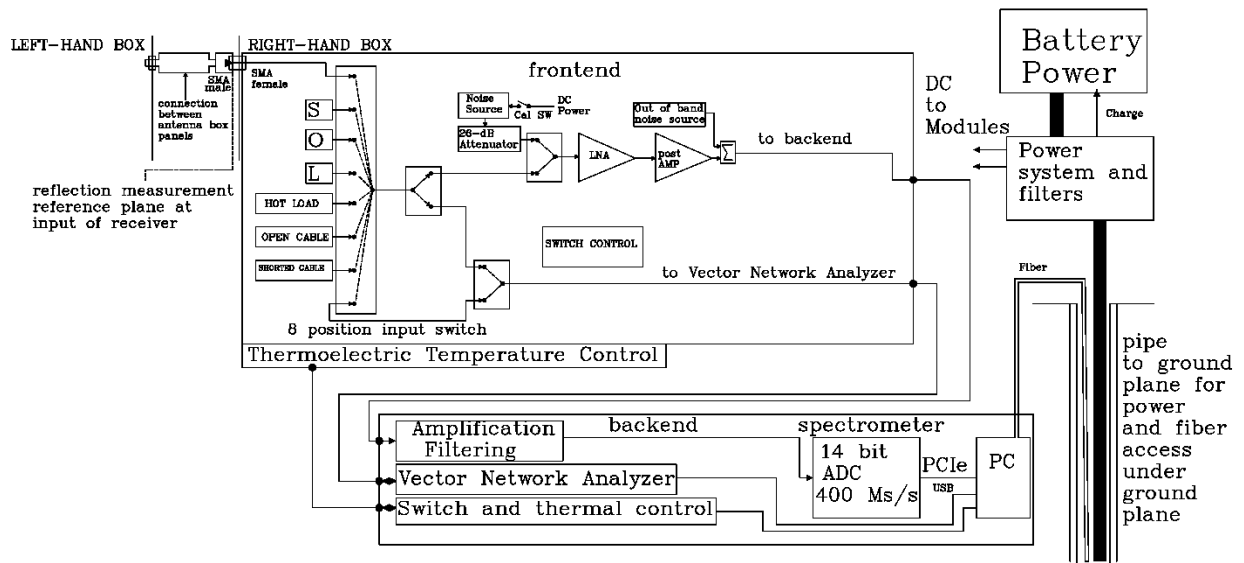 LEFT-HAND BOX
RIGHT-HAND BOX
SMA
male
SMA
female
connection
between
antenna box
panels
reflection measurement
reference plane at
input of receiver
frontend
S
O
L
HOT LOAD
OPEN CABLE
SHORTED CABLE
8 position input switch
Noise
Source
DC
Power
Cal SW
26-dB
Attenuator
LNA
post
AMP
Out of band
noise source
Σ
to backend
SWITCH CONTROL
to Vector Network Analyzer
Thermoelectric Temperature Control
Battery
Power
DC
to
Modules
Charge
Power
system and
filters
Fiber
pipe
to ground
plane for
power
and fiber
access
under
ground
plane
Amplification
Filtering
backend
spectrometer
14 bit
ADC
400 Ms/s
PCIe
USB
PC
Vector Network Analyzer
Switch and thermal control